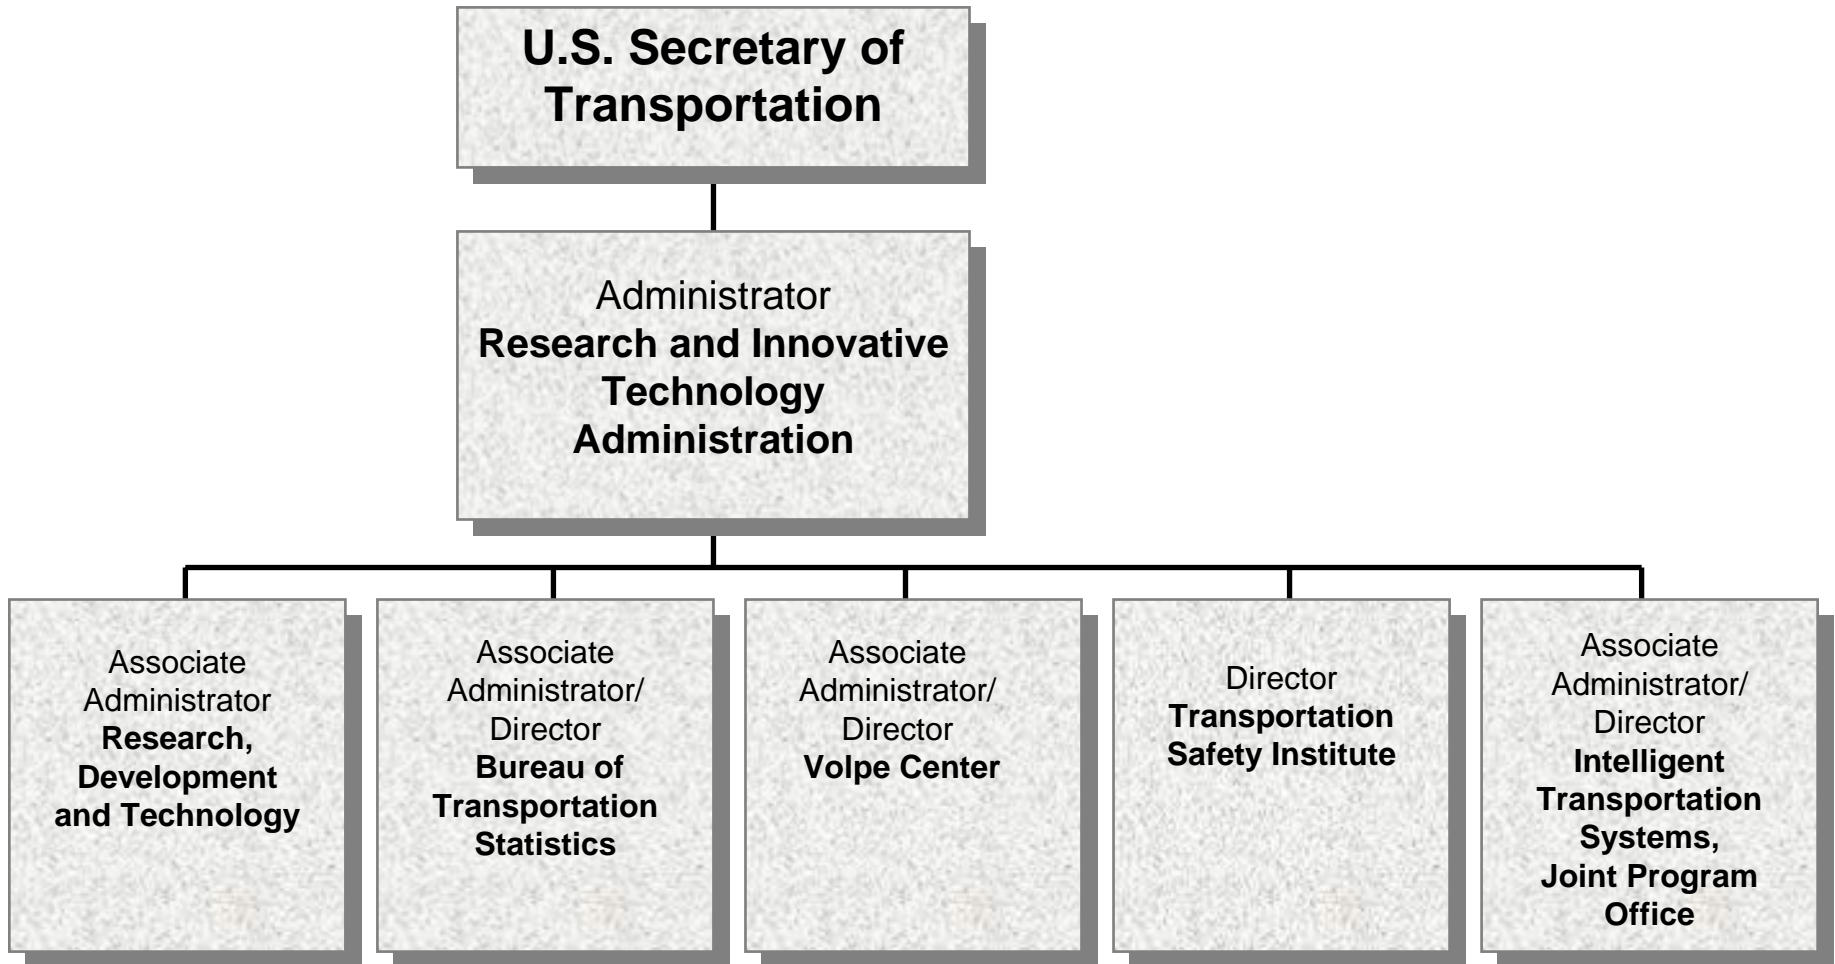 U.S. Secretary of
Transportation
Administrator
Research and Innovative
Technology
Administration
Associate
Administrator
Research,
Development
and Technology
Associate
Administrator/
Director
Bureau of
Transportation
Statistics
Associate
Administrator/
Director
Volpe Center
Director
Transportation
Safety Institute
Associate
Administrator/
Director
Intelligent
Transportation
Systems,
Joint Program
Office